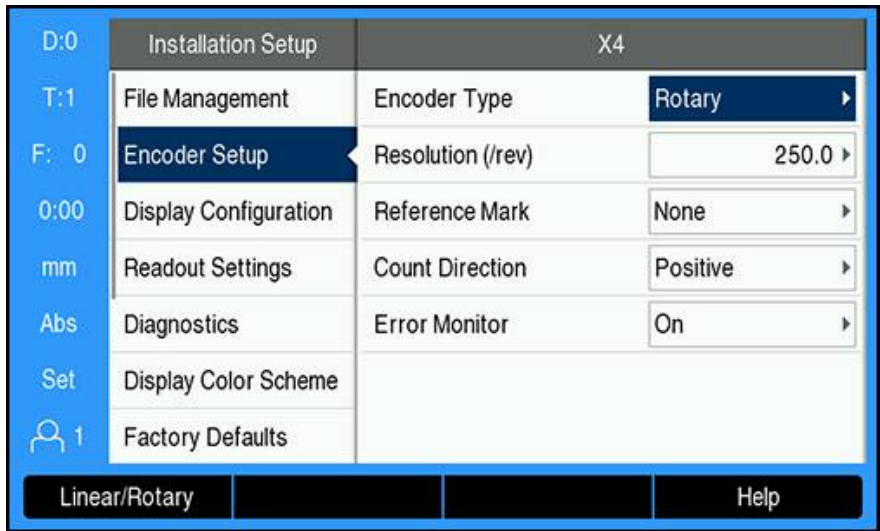 D:0
Installation Setup
X4
T:1
File Management
Encoder Type
Rotary
F: 0
Encoder Setup
Resolution (/rev)
250.0
0:00
Display Configuration
Reference Mark
None
mm
Readout Settings
Count Direction
Positive
Abs
Diagnostics
Error Monitor
On
Set
Display Color Scheme
1
Factory Defaults
Linear/Rotary
Help